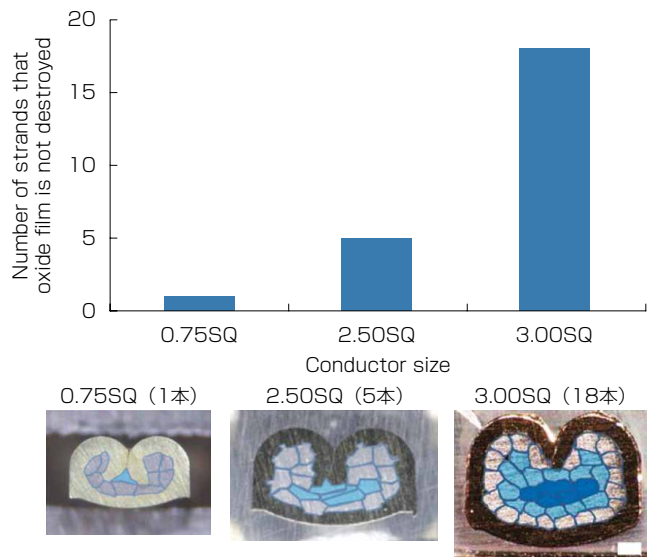 20
15
10
5
0
Number of strands that
oxide film is not destroyed
0.75SQ 2.50SQ 3.00SQ
Conductor size
0.75SQ（1本） 2.50SQ（5本） 3.00SQ（18本）